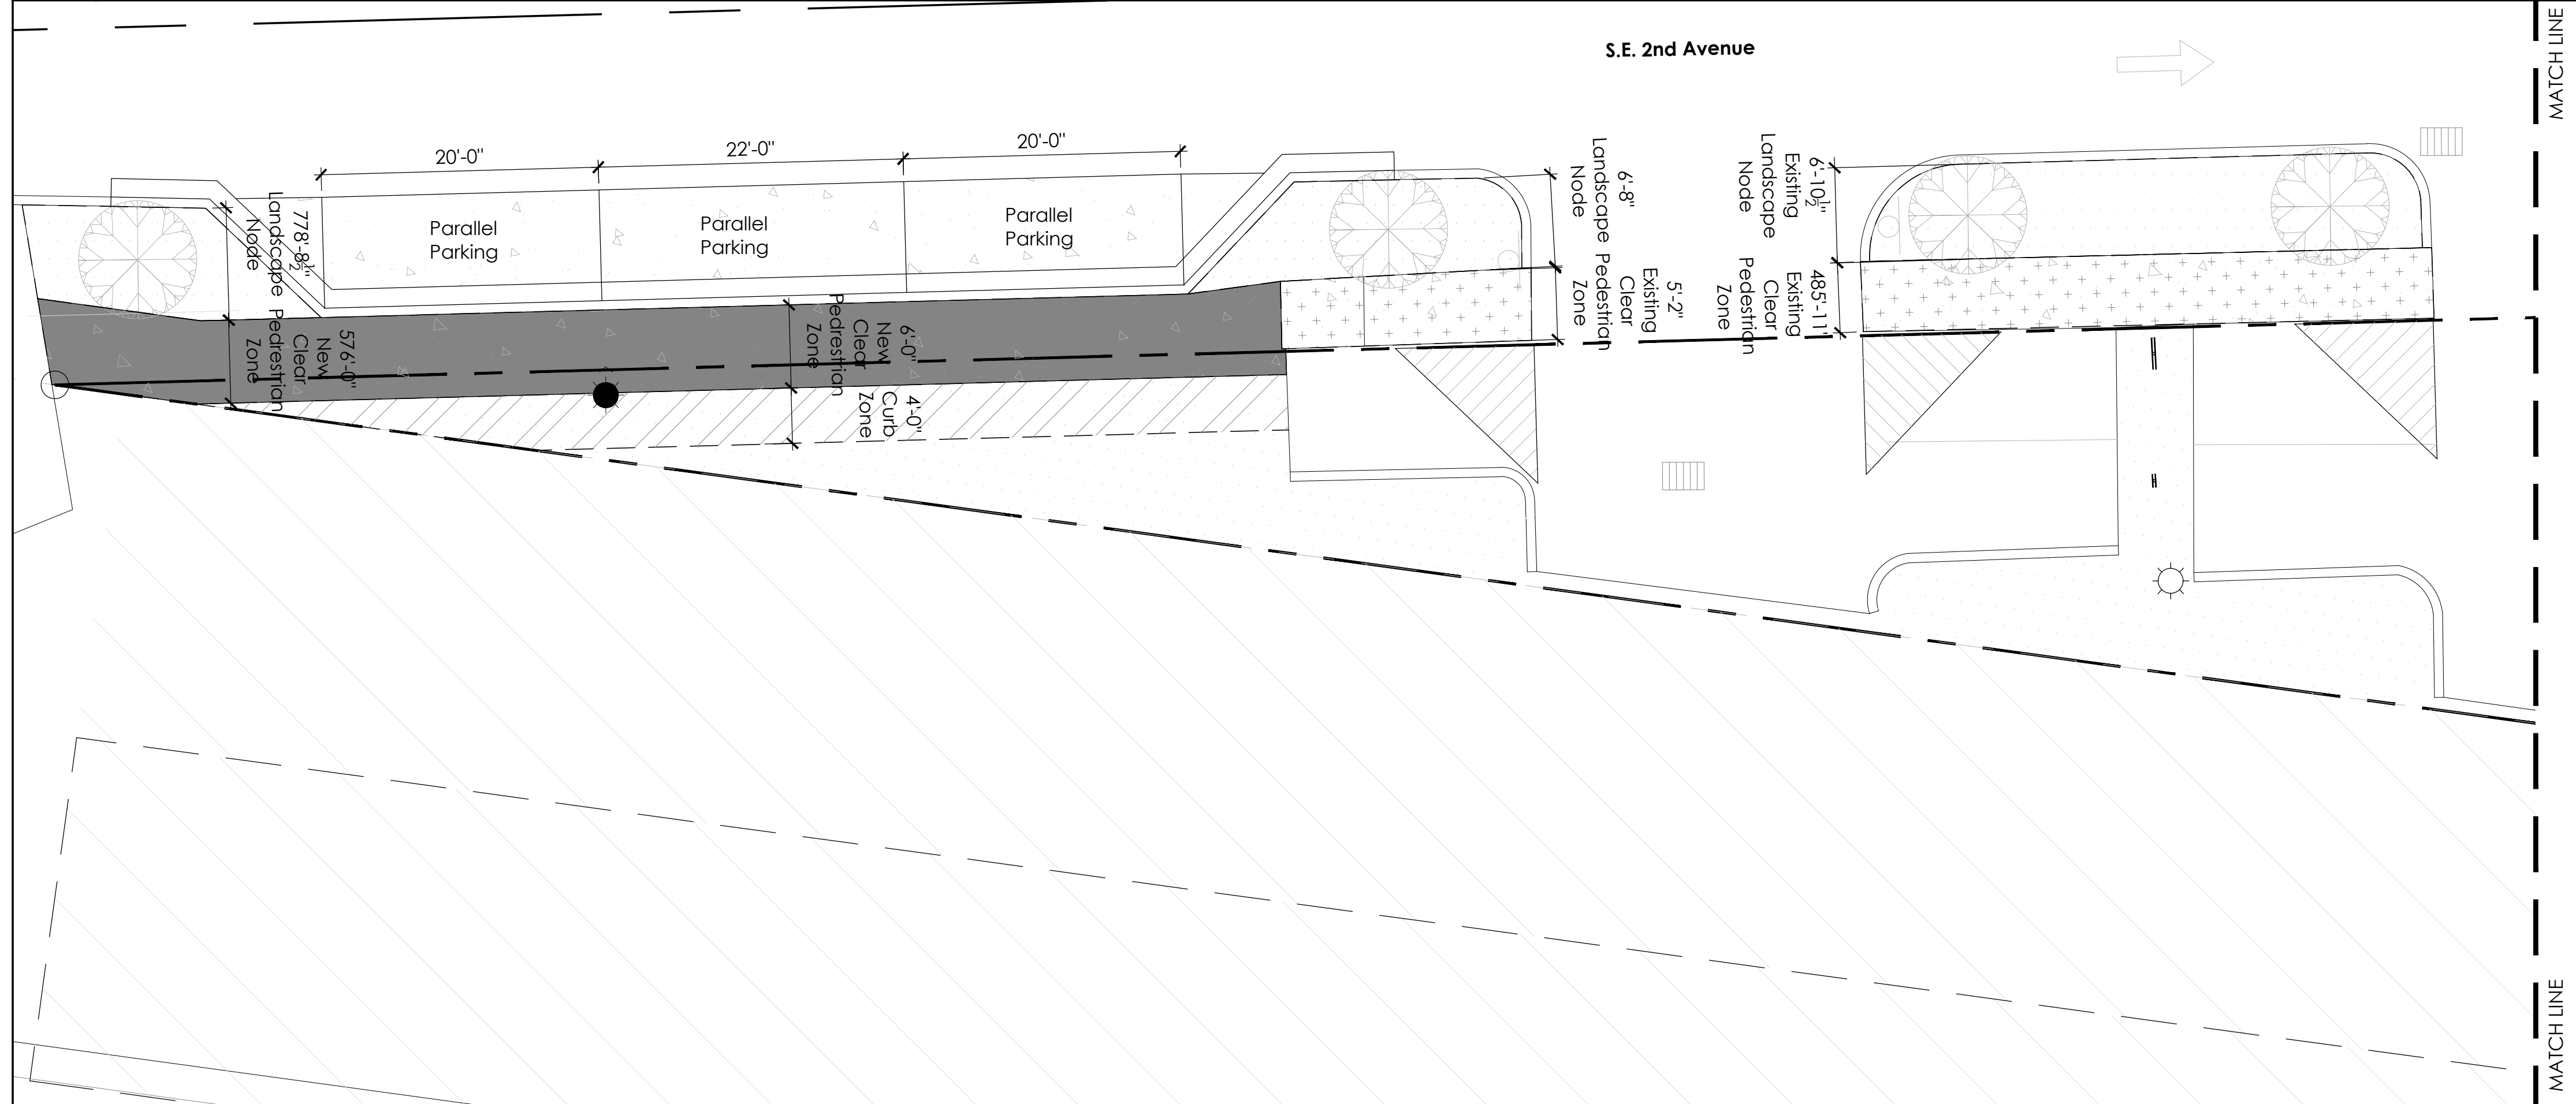 S.E. 2nd Avenue
MATCH LINE
20'-0"
22'-0"
20'-0"
Parallel
Parking
Parallel
Parking
Parallel
Parking
778'-8½"
Landscape
Node
576'-0"
New
Clear
Pedestrian
Zone
6'-0"
New
Clear
Pedrestrian
Zone
4'-0"
Curb
Zone
6'-8"
Landscape
Node
5'-2"
Existing
Clear
Pedestrian
Zone
6'-10½"
Existing
Landscape
Node
485'-11"
Existing
Clear
Pedestrian
Zone
MATCH LINE